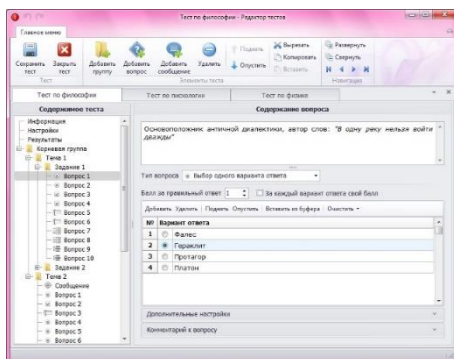 Тест по философии - Редактор тестов
Главное меню
Сохранить тест
Закрыть тест
Добавить группу
Добавить вопрос
Добавить сообщение
Удалить
Поднять
Опустить
Вырезать
Копировать
Вставить
Развернуть
Свернуть
Тест
Элементы теста
Навигация
Тест по философии
Тест по психологии
Тест по физике
Содержимое теста
Информация
Настройки
Результаты
Корневая группа
Тема 1
Задание 1
Вопрос 1
Вопрос 2
Вопрос 3
Вопрос 4
Вопрос 5
Вопрос 6
Вопрос 7
Вопрос 8
Вопрос 9
Вопрос 10
Задание 2
Тема 2
Сообщение
Вопрос 1
Вопрос 2
Вопрос 3
Вопрос 4
Вопрос 5
Вопрос 6
Содержание вопроса
Основоположник античной диалектики, автор слов: "В одну реку нельзя войти
дважды"
Тип вопроса Выбор одного варианта ответа
Балл за правильный ответ 1 За каждый вариант ответа свой балл
Добавить Удалить Поднять Опустить Вставить из буфера Очистить
№ Вариант ответа
1 Фалес
2 Гераклит
3 Протагор
4 Платон
Дополнительные настройки
Комментарий к вопросу